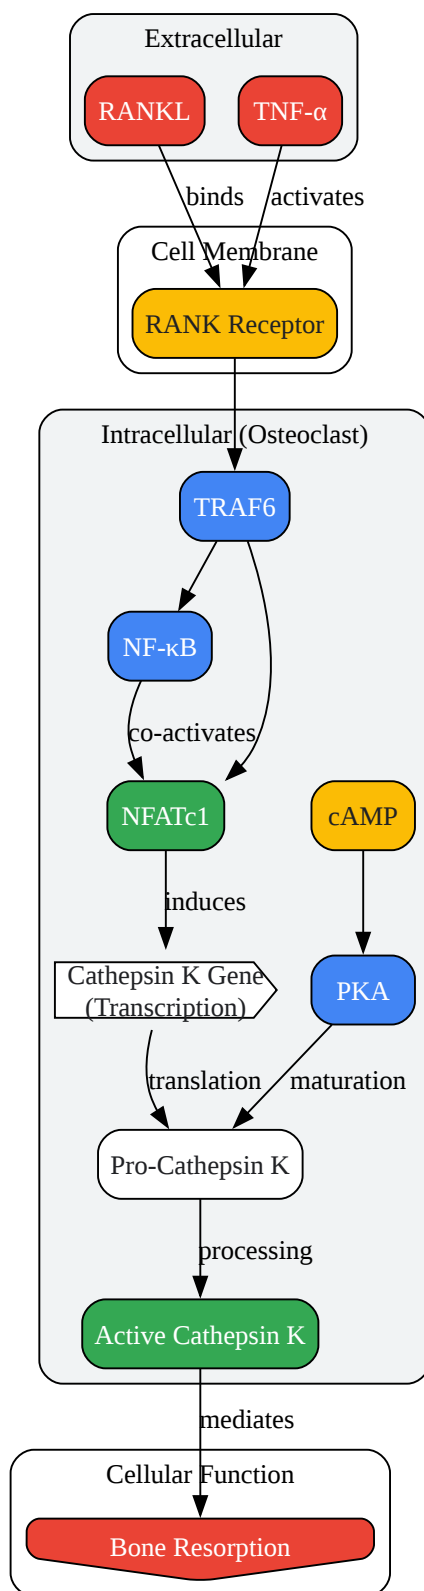 Extracellular
RANKL
TNF-α
binds
activates
Cell Membrane
RANK Receptor
Intracellular (Osteoclast)
TRAF6
NF-κB
co-activates
NFATc1
cAMP
induces
Cathepsin K Gene
(Transcription)
PKA
translation
maturation
Pro-Cathepsin K
processing
Active Cathepsin K
mediates
Cellular Function
Bone Resorption